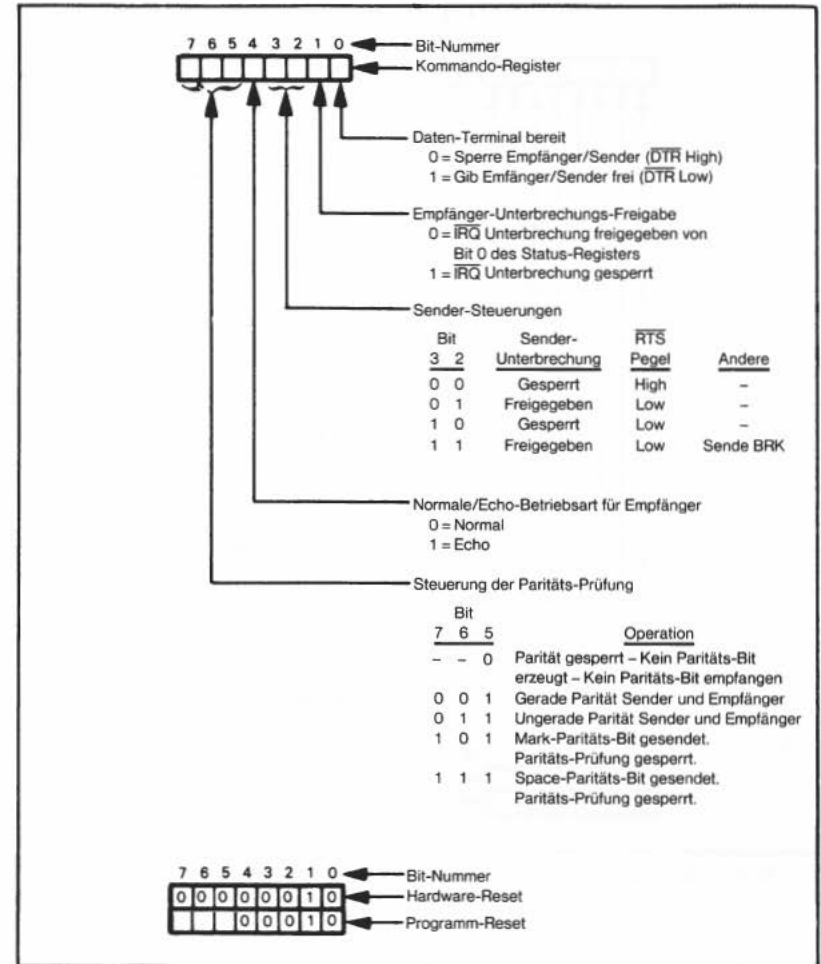 7 6 5 4 3 2 1 0 Bit-Nummer
Kommando-Register
Daten-Terminal bereit
0 = Sperre Empfänger/Sender (D̅T̅R̅ High)
1 = Gib Emfänger/Sender frei (D̅T̅R̅ Low)
Empfänger-Unterbrechungs-Freigabe
0 = I̅R̅Q̅ Unterbrechung freigegeben von
Bit 0 des Status-Registers
1 = I̅R̅Q̅ Unterbrechung gesperrt
Sender-Steuerungen
Bit Sender- R̅T̅S̅
3 2 Unterbrechung Pegel Andere
0 0 Gesperrt High –
0 1 Freigegeben Low –
1 0 Gesperrt Low –
1 1 Freigegeben Low Sende BRK
Normale/Echo-Betriebsart für Empfänger
0 = Normal
1 = Echo
Steuerung der Paritäts-Prüfung
Bit
7 6 5 Operation
– – 0 Parität gesperrt – Kein Paritäts-Bit
erzeugt – Kein Paritäts-Bit empfangen
0 0 1 Gerade Parität Sender und Empfänger
0 1 1 Ungerade Parität Sender und Empfänger
1 0 1 Mark-Paritäts-Bit gesendet.
Paritäts-Prüfung gesperrt.
1 1 1 Space-Paritäts-Bit gesendet.
Paritäts-Prüfung gesperrt.
7 6 5 4 3 2 1 0 Bit-Nummer
0 0 0 0 0 0 1 0 Hardware-Reset
0 0 0 1 0 Programm-Reset